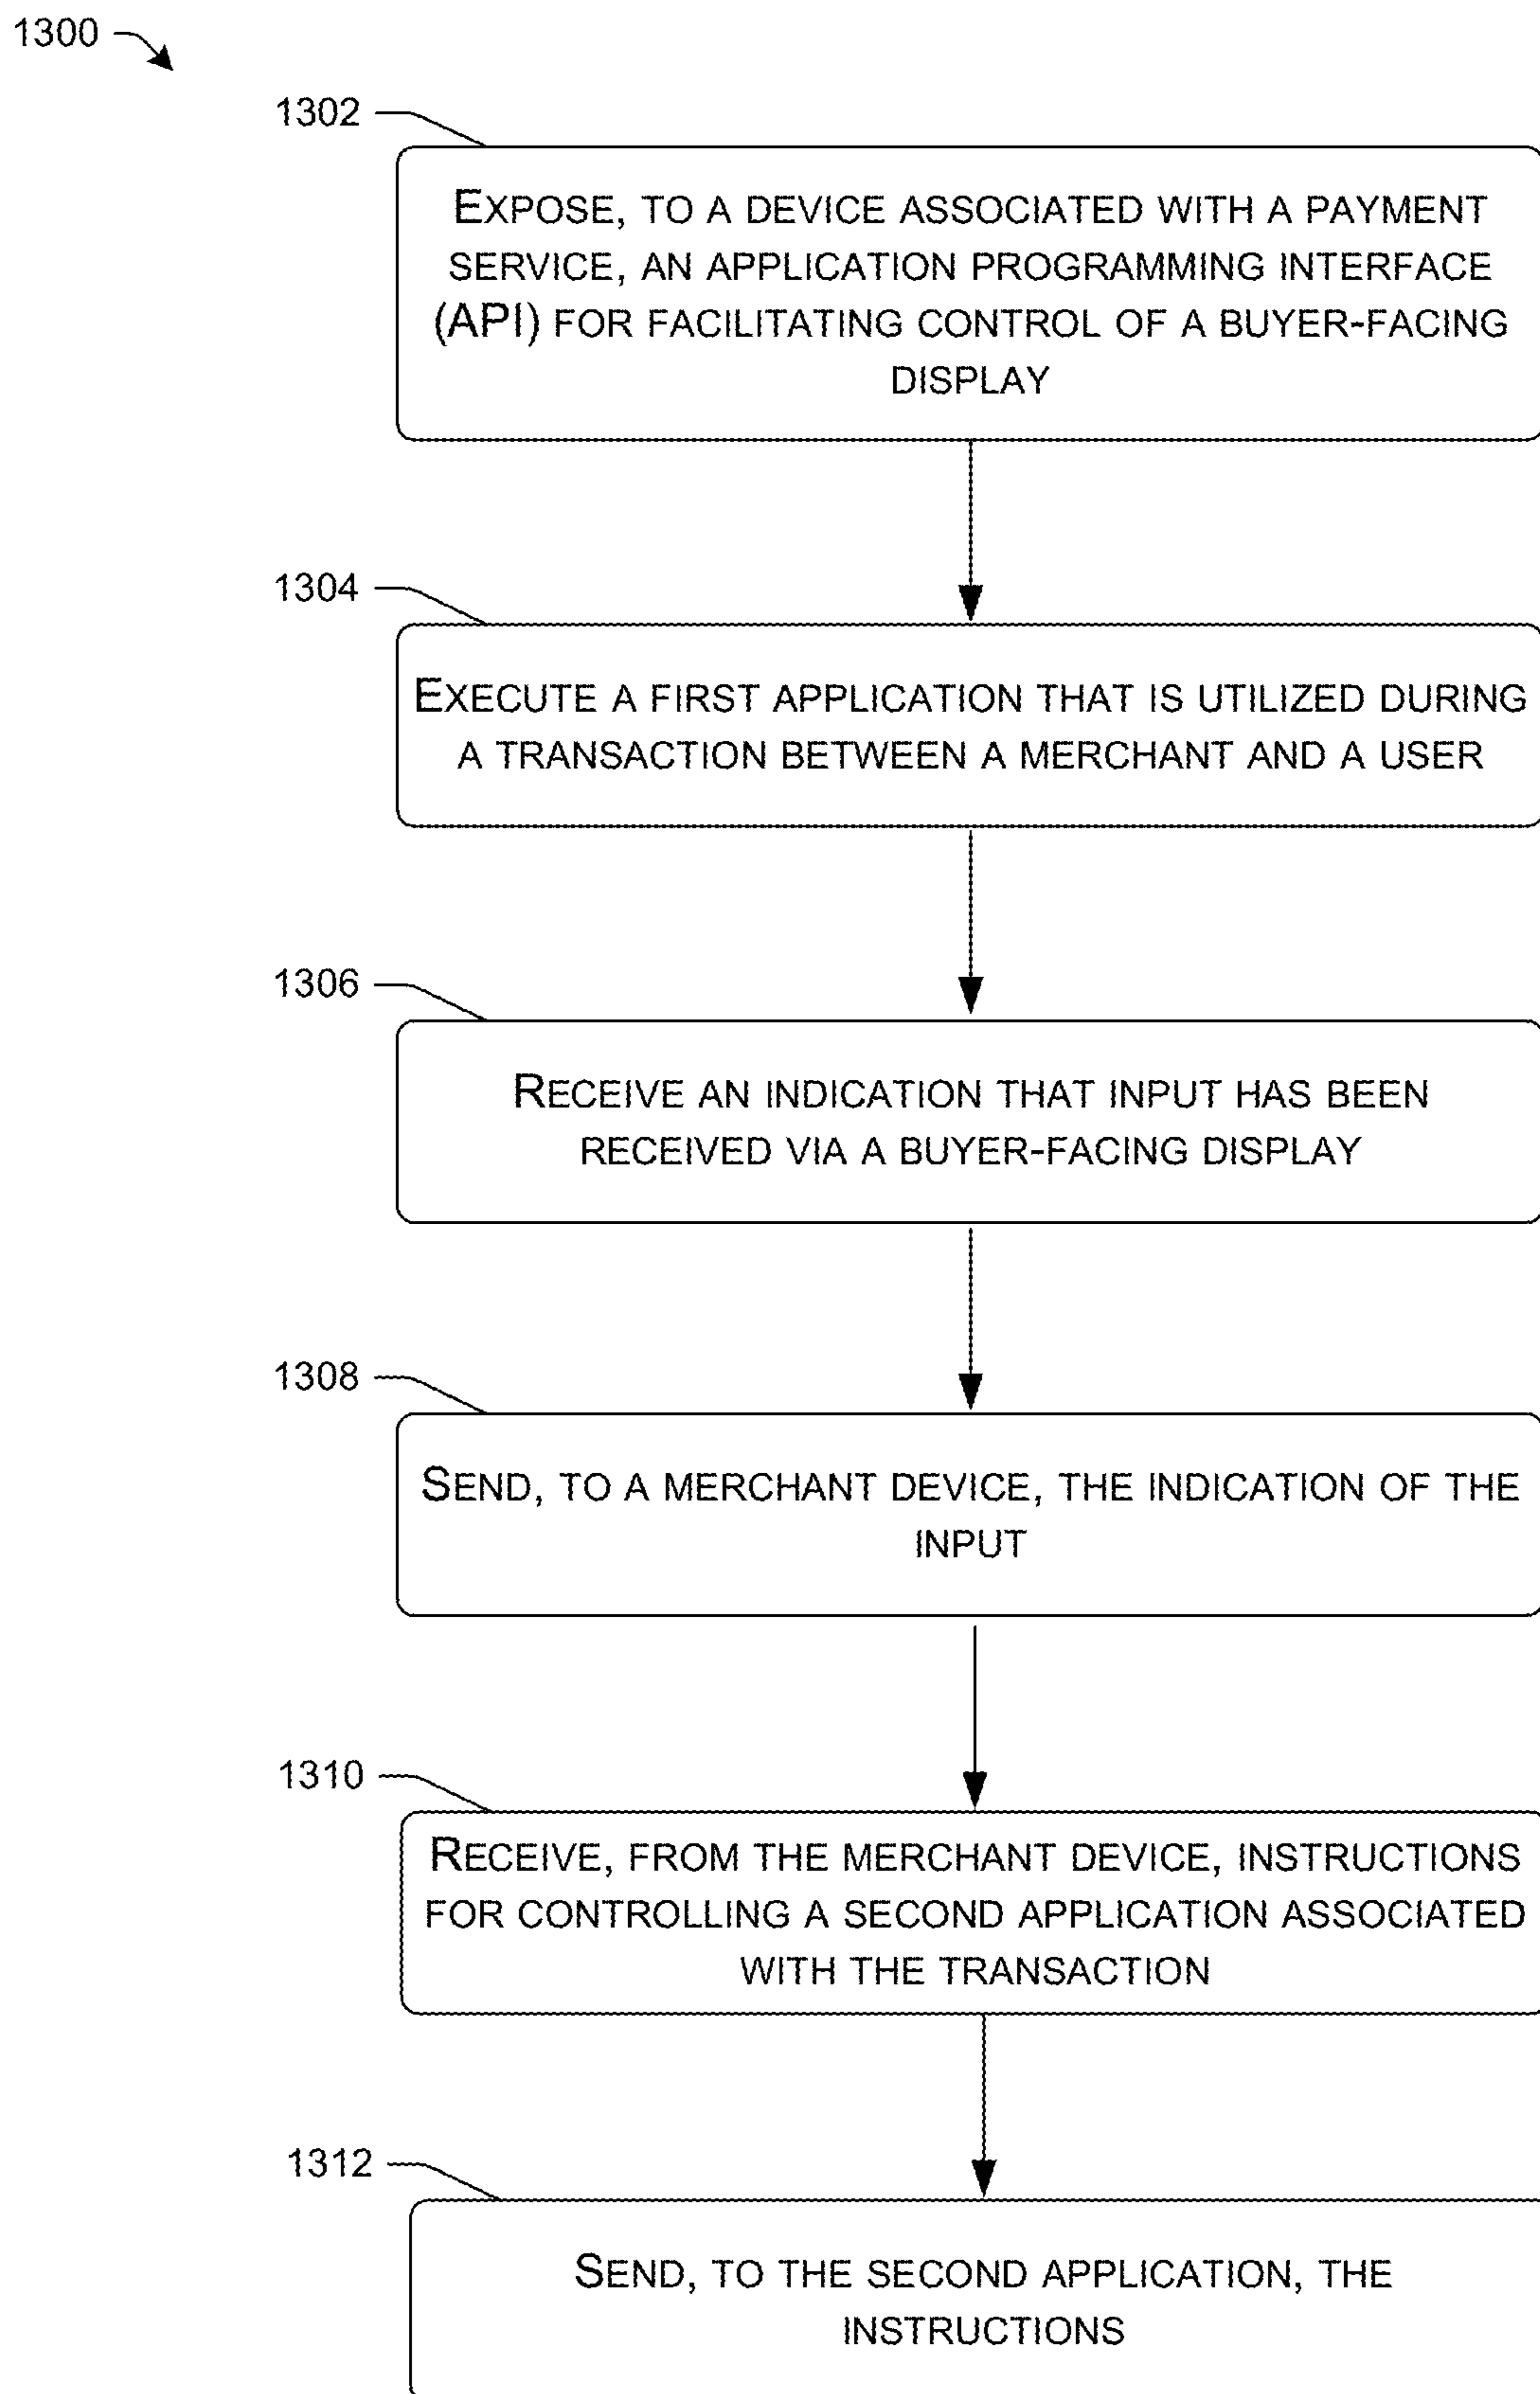 1300
1302
EXPOSE, TO A DEVICE ASSOCIATED WITH A PAYMENT
SERVICE, AN APPLICATION PROGRAMMING INTERFACE
(API) FOR FACILITATING CONTROL OF A BUYER-FACING
DISPLAY
1304
EXECUTE A FIRST APPLICATION THAT IS UTILIZED DURING
A TRANSACTION BETWEEN A MERCHANT AND A USER
1306
RECEIVE AN INDICATION THAT INPUT HAS BEEN
RECEIVED VIA A BUYER-FACING DISPLAY
1308
SEND, TO A MERCHANT DEVICE, THE INDICATION OF THE
INPUT
1310
RECEIVE, FROM THE MERCHANT DEVICE, INSTRUCTIONS
FOR CONTROLLING A SECOND APPLICATION ASSOCIATED
WITH THE TRANSACTION
1312
SEND, TO THE SECOND APPLICATION, THE
INSTRUCTIONS